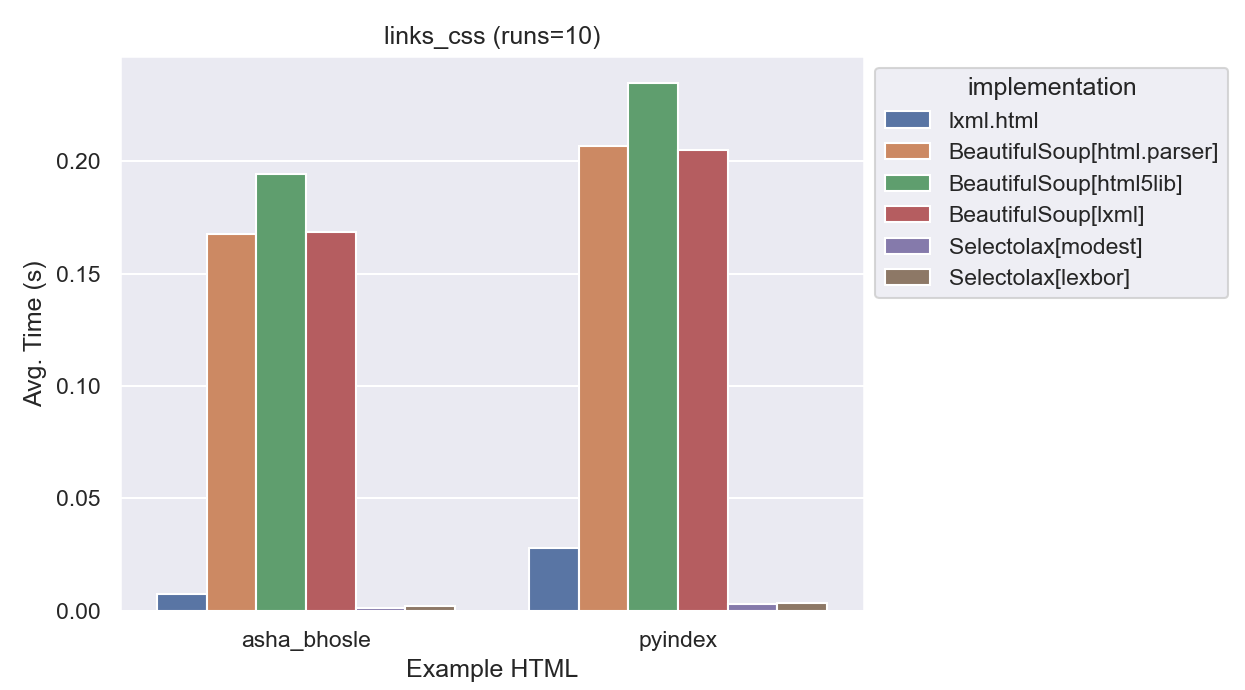 links_css (runs=10)
implementation
lxml.html
BeautifulSoup[html.parser]
BeautifulSoup[html5lib]
BeautifulSoup[lxml]
Selectolax[modest]
Selectolax[lexbor]
Avg. Time (s)
0.20
0.15
0.10
0.05
0.00
asha_bhosle
pyindex
Example HTML